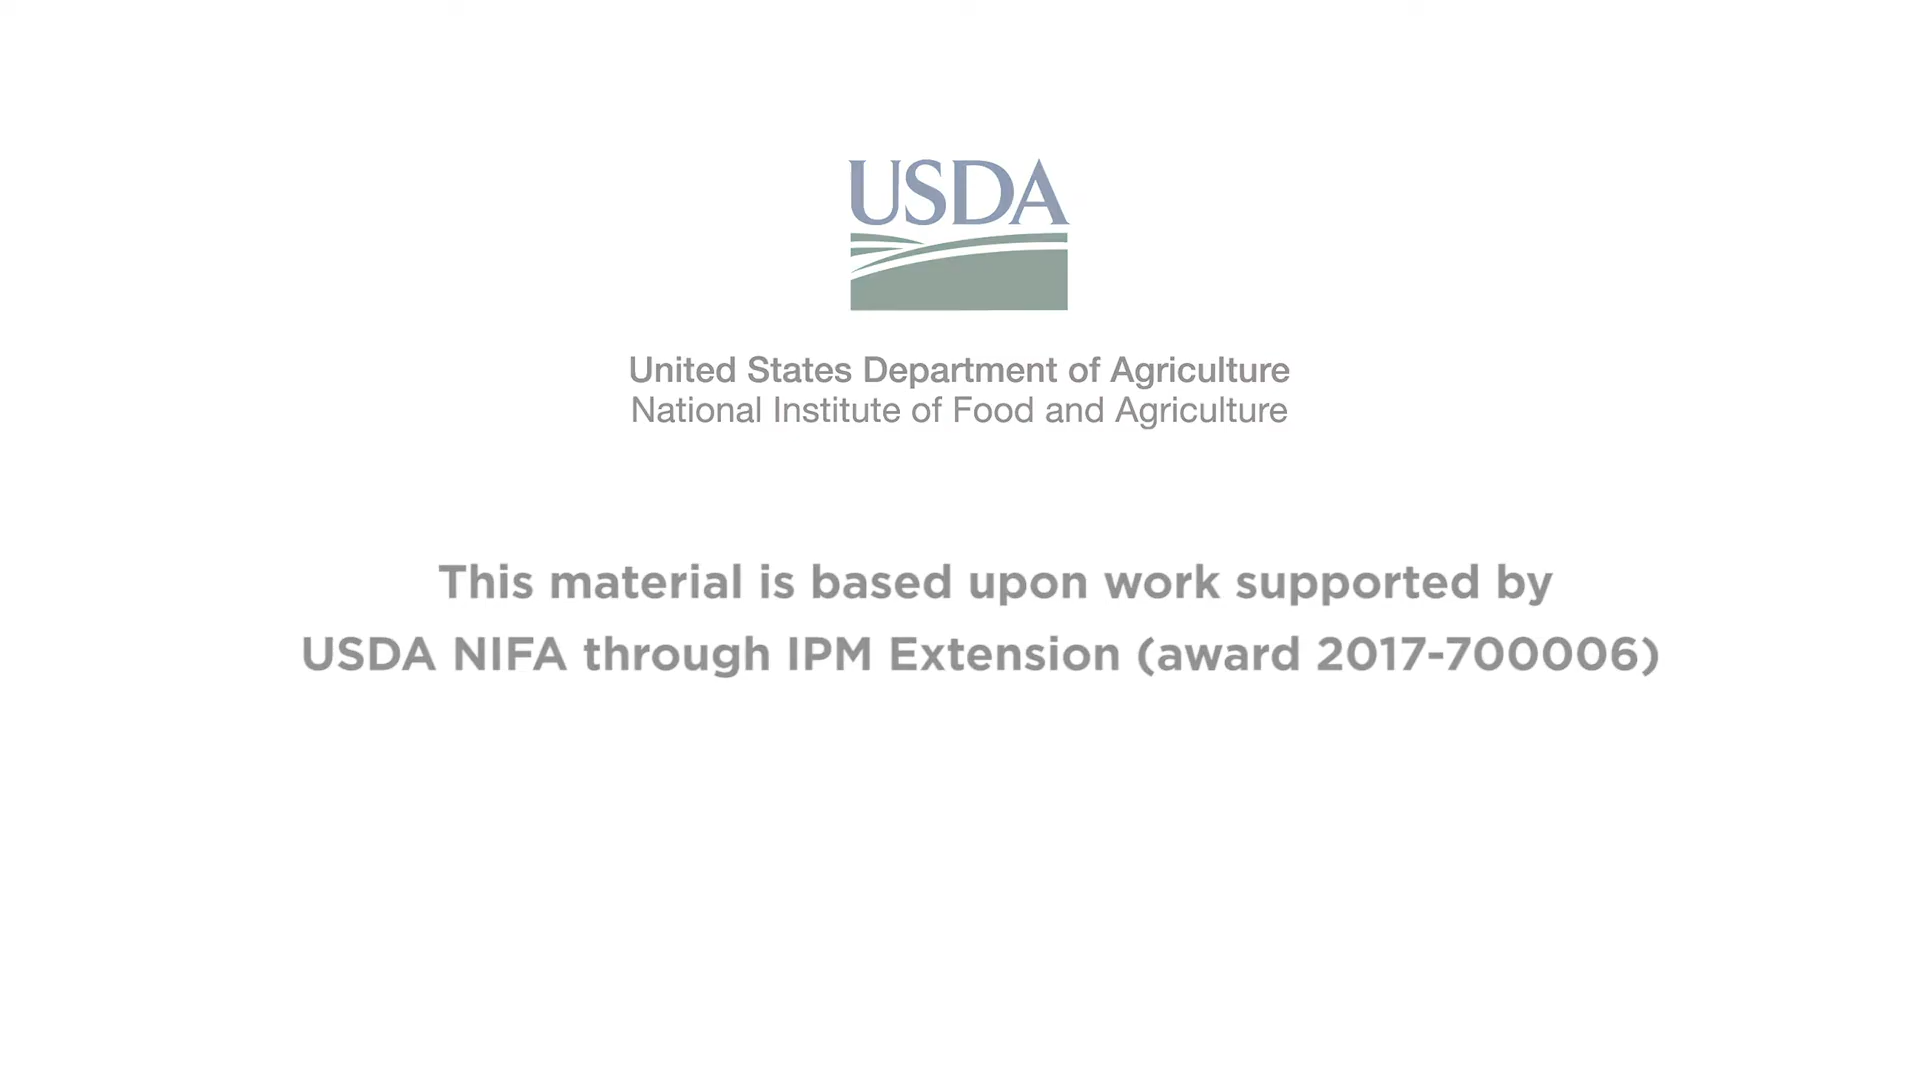 USDA
United States Department of Agriculture
National Institute of Food and Agriculture
This material is based upon work supported by
USDA NIFA through IPM Extension (award 2017-700006)